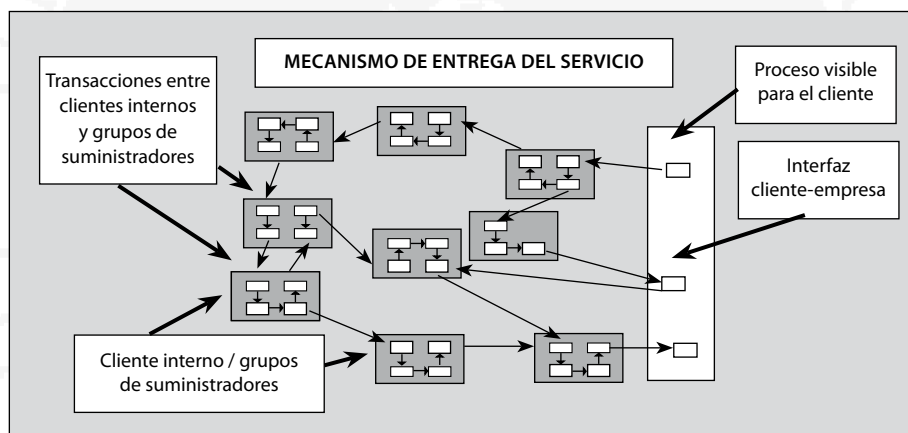 MECANISMO DE ENTREGA DEL SERVICIO
Transacciones entre
clientes internos
y grupos de
suministradores
Proceso visible
para el cliente
Interfaz
cliente-empresa
Cliente interno / grupos
de suministradores